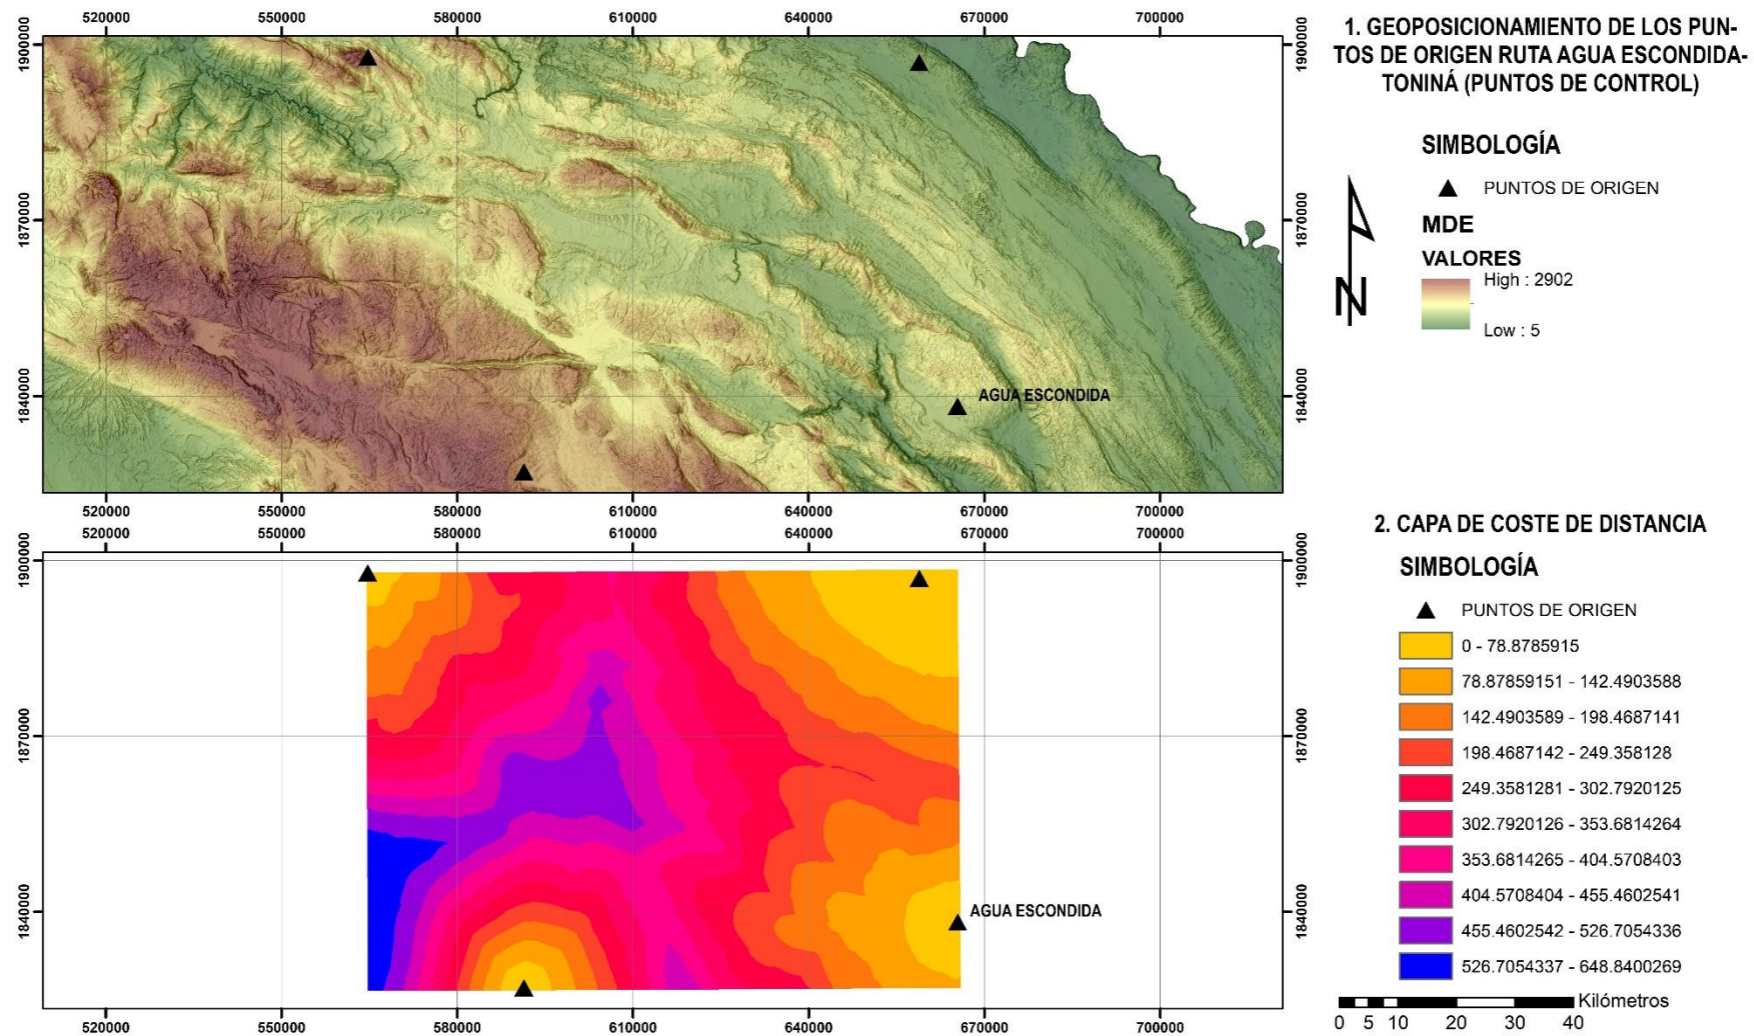 520000 550000 580000 610000 640000 670000 700000
1900000
1870000
1840000
1900000
1870000
1840000
AGUA ESCONDIDA
520000 550000 580000 610000 640000 670000 700000
1. GEOPOSICIONAMIENTO DE LOS PUN-
TOS DE ORIGEN RUTA AGUA ESCONDIDA-
TONINÁ (PUNTOS DE CONTROL)
SIMBOLOGÍA
PUNTOS DE ORIGEN
MDE
VALORES
High : 2902
Low : 5
N
520000 550000 580000 610000 640000 670000 700000
1900000
1870000
1840000
1900000
1870000
1840000
AGUA ESCONDIDA
520000 550000 580000 610000 640000 670000 700000
2. CAPA DE COSTE DE DISTANCIA
SIMBOLOGÍA
PUNTOS DE ORIGEN
0 - 78.8785915
78.87859151 - 142.4903588
142.4903589 - 198.4687141
198.4687142 - 249.358128
249.3581281 - 302.7920125
302.7920126 - 353.6814264
353.6814265 - 404.5708403
404.5708404 - 455.4602541
455.4602542 - 526.7054336
526.7054337 - 648.8400269
Kilómetros
0 5 10 20 30 40